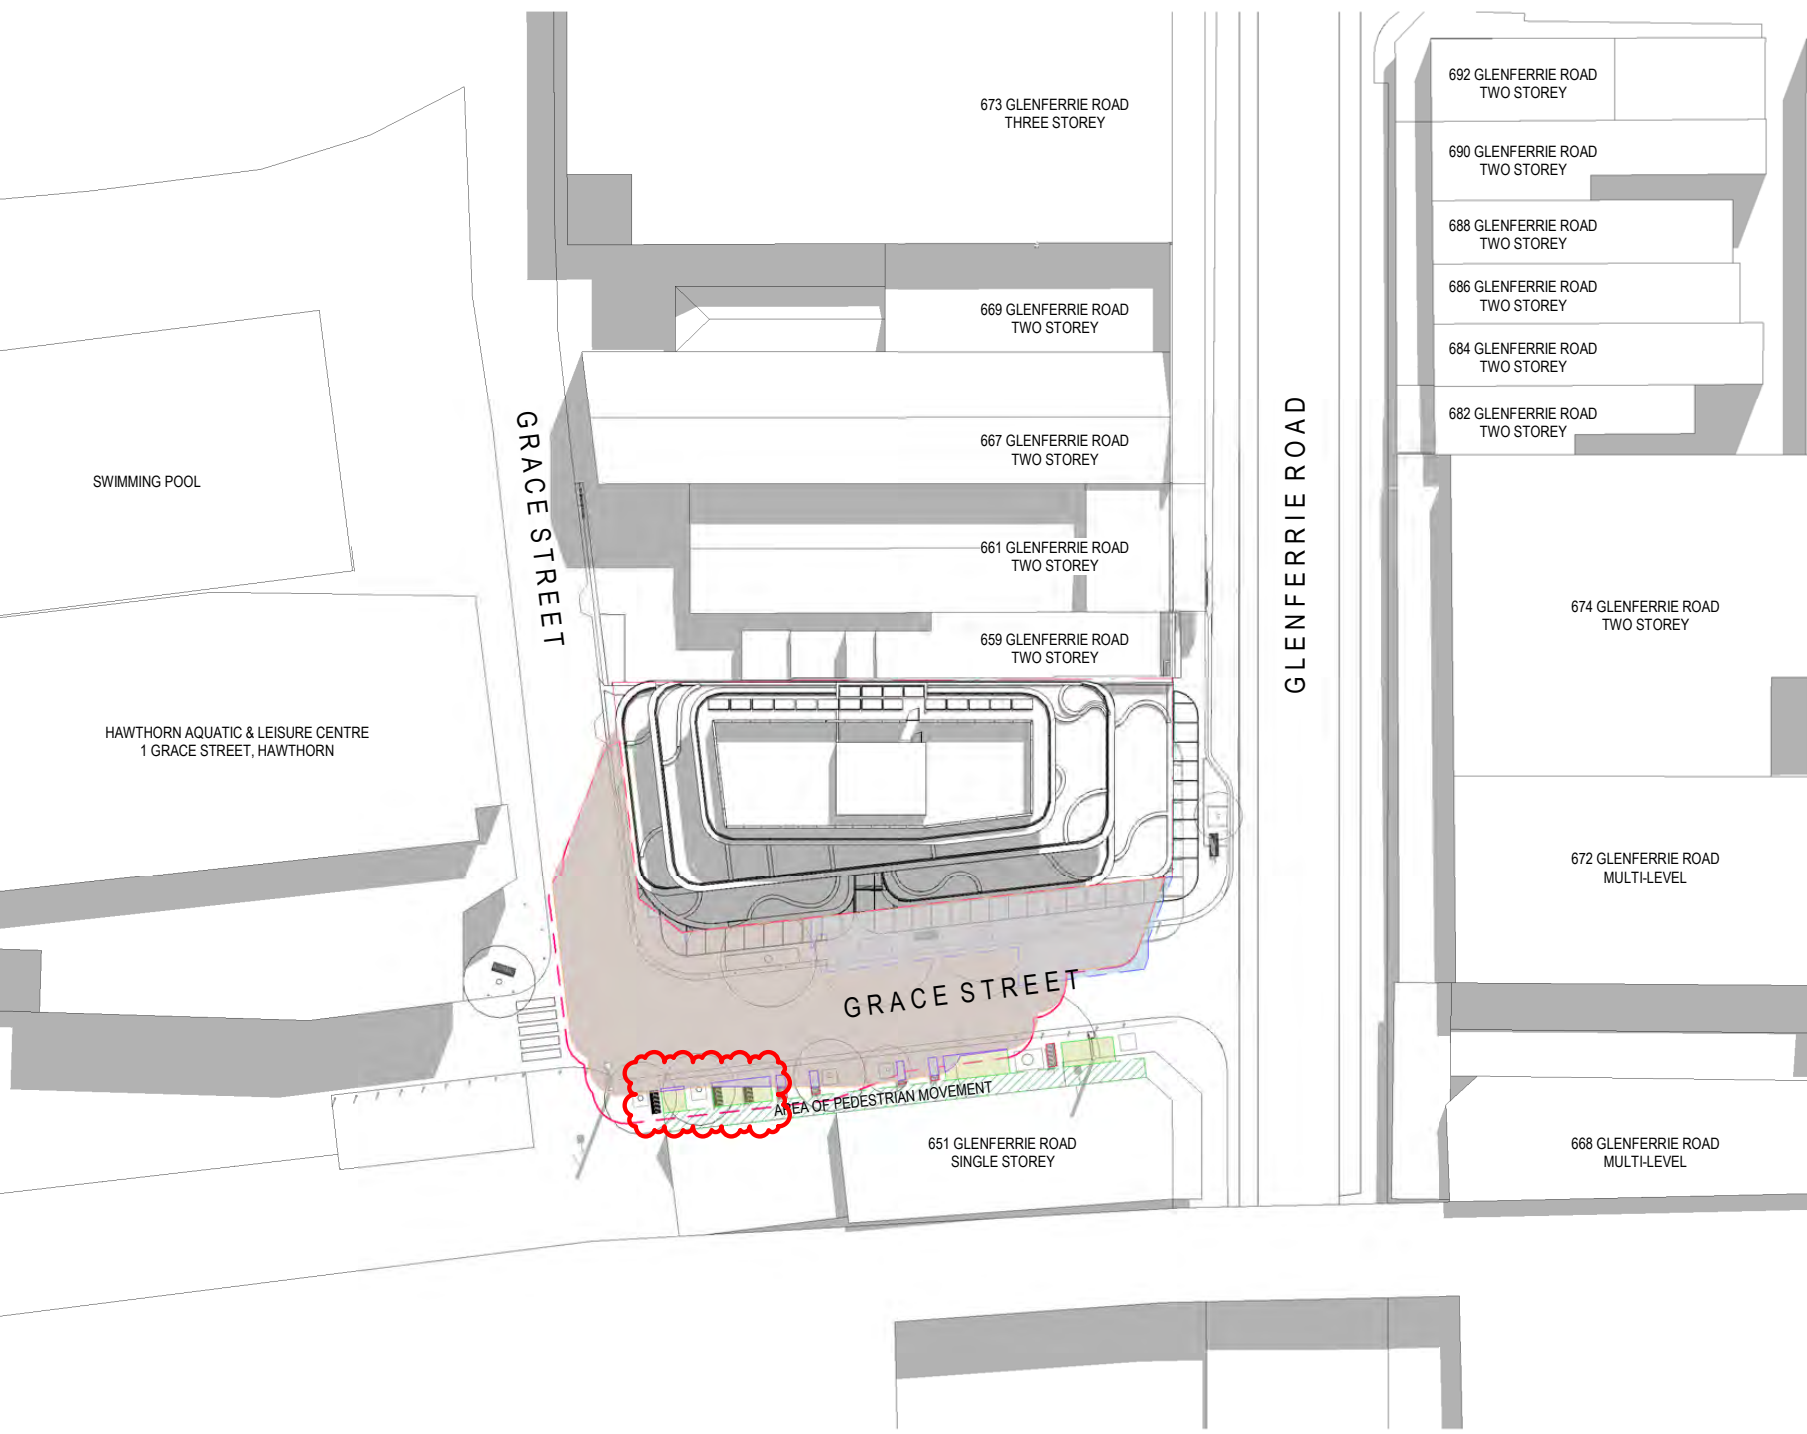 673 GLENFERRIE ROAD
THREE STOREY
692 GLENFERRIE ROAD
TWO STOREY
690 GLENFERRIE ROAD
TWO STOREY
688 GLENFERRIE ROAD
TWO STOREY
686 GLENFERRIE ROAD
TWO STOREY
684 GLENFERRIE ROAD
TWO STOREY
682 GLENFERRIE ROAD
TWO STOREY
669 GLENFERRIE ROAD
TWO STOREY
667 GLENFERRIE ROAD
TWO STOREY
661 GLENFERRIE ROAD
TWO STOREY
659 GLENFERRIE ROAD
TWO STOREY
GRACE STREET
GLENFERRIE ROAD
SWIMMING POOL
HAWTHORN AQUATIC & LEISURE CENTRE
1 GRACE STREET, HAWTHORN
674 GLENFERRIE ROAD
TWO STOREY
672 GLENFERRIE ROAD
MULTI-LEVEL
GRACE STREET
AREA OF PEDESTRIAN MOVEMENT
651 GLENFERRIE ROAD
SINGLE STOREY
668 GLENFERRIE ROAD
MULTI-LEVEL